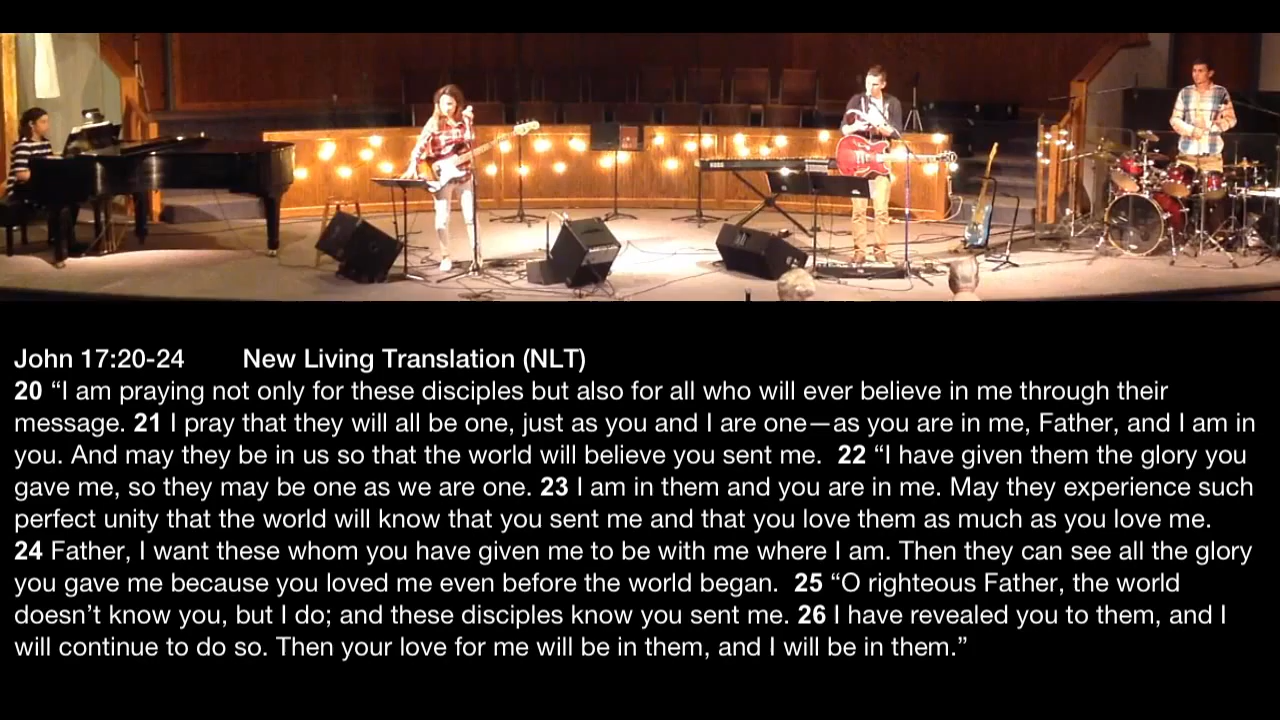 John 17:20-24 New Living Translation (NLT)
20 “I am praying not only for these disciples but also for all who will ever believe in me through their
message. 21 I pray that they will all be one, just as you and I are one—as you are in me, Father, and I am in
you. And may they be in us so that the world will believe you sent me. 22 “I have given them the glory you
gave me, so they may be one as we are one. 23 I am in them and you are in me. May they experience such
perfect unity that the world will know that you sent me and that you love them as much as you love me.
24 Father, I want these whom you have given me to be with me where I am. Then they can see all the glory
you gave me because you loved me even before the world began. 25 “O righteous Father, the world
doesn’t know you, but I do; and these disciples know you sent me. 26 I have revealed you to them, and I
will continue to do so. Then your love for me will be in them, and I will be in them.”